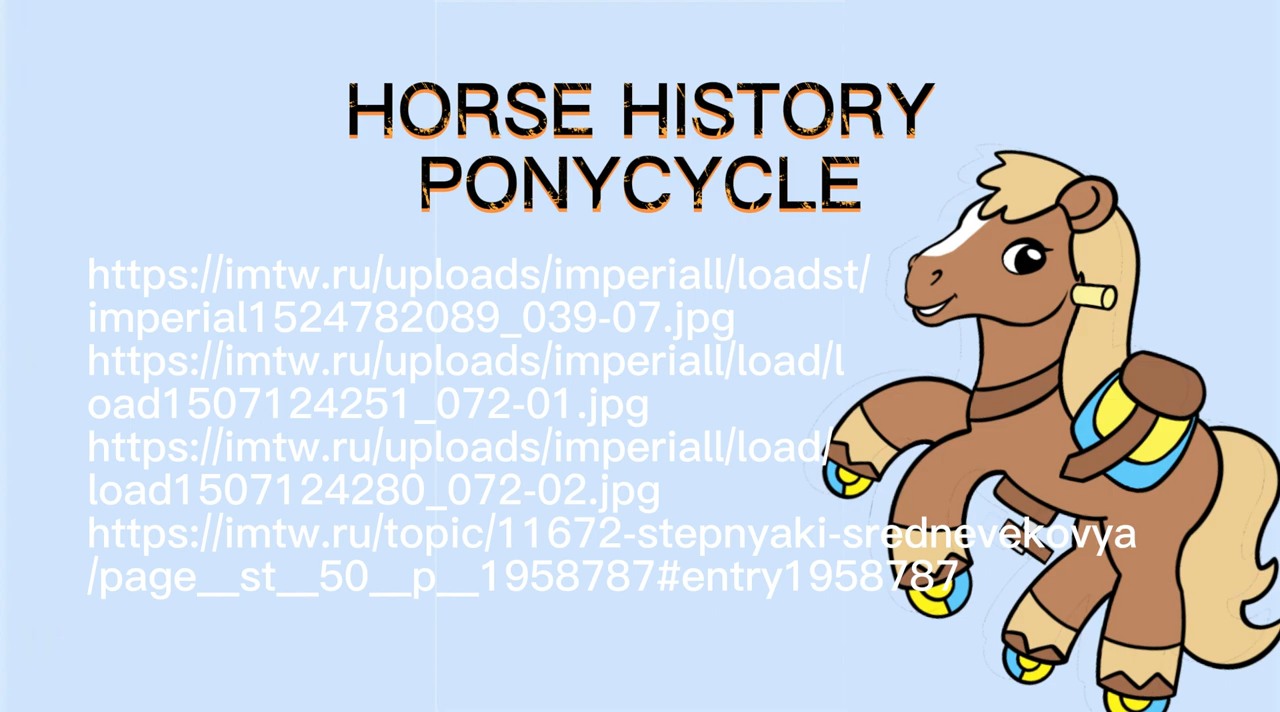 HORSE HISTORY
PONYCYCLE
https://imtw.ru/uploads/imperiall/loadst/
imperial1524782089_039-07.jpg
https://imtw.ru/uploads/imperiall/load/l
oad1507124251_072-01.jpg
https://imtw.ru/uploads/imperiall/load/
load1507124280_072-02.jpg
https://imtw.ru/topic/11672-stepnyaki-srednevekovya
/page__st__50__p__1958787#entry1958787